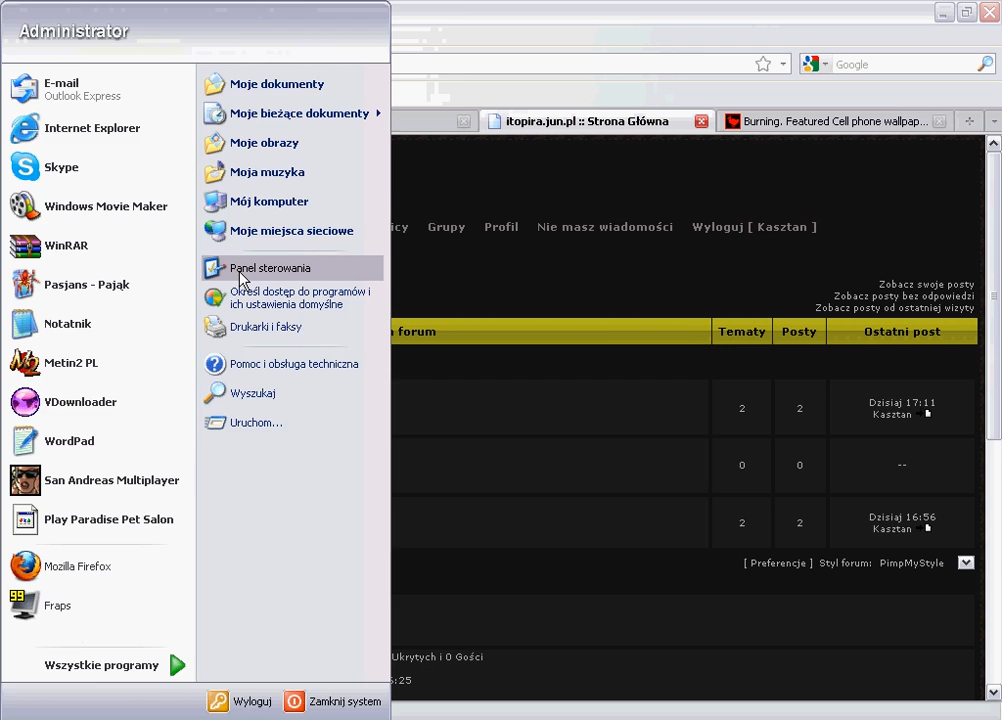 Administrator
E-mail
Outlook Express
Internet Explorer
Skype
Windows Movie Maker
WinRAR
Pasjans - Pająk
Notatnik
Metin2 PL
VDownloader
WordPad
San Andreas Multiplayer
Play Paradise Pet Salon
Mozilla Firefox
99
Fraps
Wszystkie programy
Moje dokumenty
Moje bieżące dokumenty
Moje obrazy
Moja muzyka
Mój komputer
Moje miejsca sieciowe
Panel sterowania
Określ dostęp do programów i
ich ustawienia domyślne
Drukarki i faksy
Pomoc i obsługa techniczna
Wyszukaj
Uruchom...
Wyloguj
Zamknij system
Google
itopira.jun.pl :: Strona Główna
Burning. Featured Cell phone wallpap...
icy Grupy Profil Nie masz wiadomości Wyloguj [ Kasztan ]
Zobacz swoje posty
Zobacz posty bez odpowiedzi
Zobacz posty od ostatniej wizyty
forum Tematy Posty Ostatni post
2 2 Dzisiaj 17:11
Kasztan
0 0 --
2 2 Dzisiaj 16:56
Kasztan
[ Preferencje ] Styl forum: PimpMyStyle
Ukrytych i 0 Gości
:25